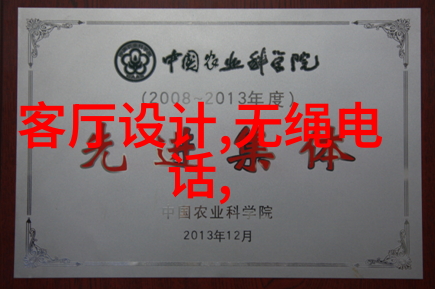 中国农业科学院
(2008-2013年度)
客厅设计,无绳电
话,
先进集体
中国农业科学院
2013年12月